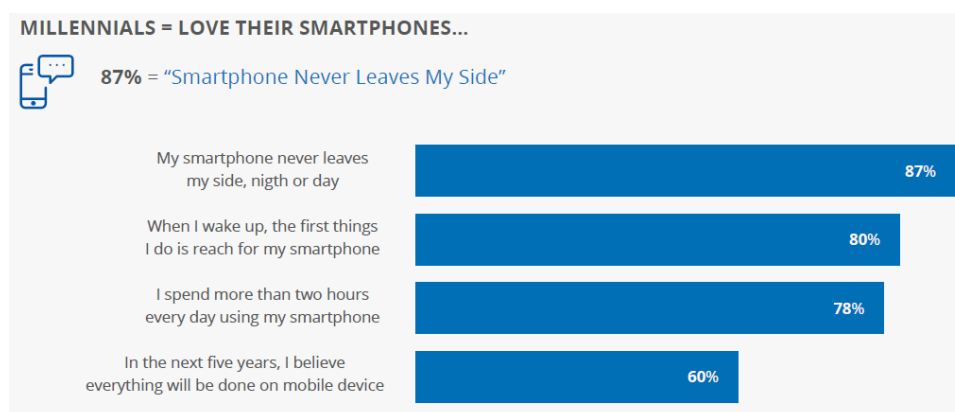 MILLENNIALS = LOVE THEIR SMARTPHONES...
87% = “Smartphone Never Leaves My Side”
My smartphone never leaves
my side, nigth or day
87%
When I wake up, the first things
I do is reach for my smartphone
80%
I spend more than two hours
every day using my smartphone
78%
In the next five years, I believe
everything will be done on mobile device
60%